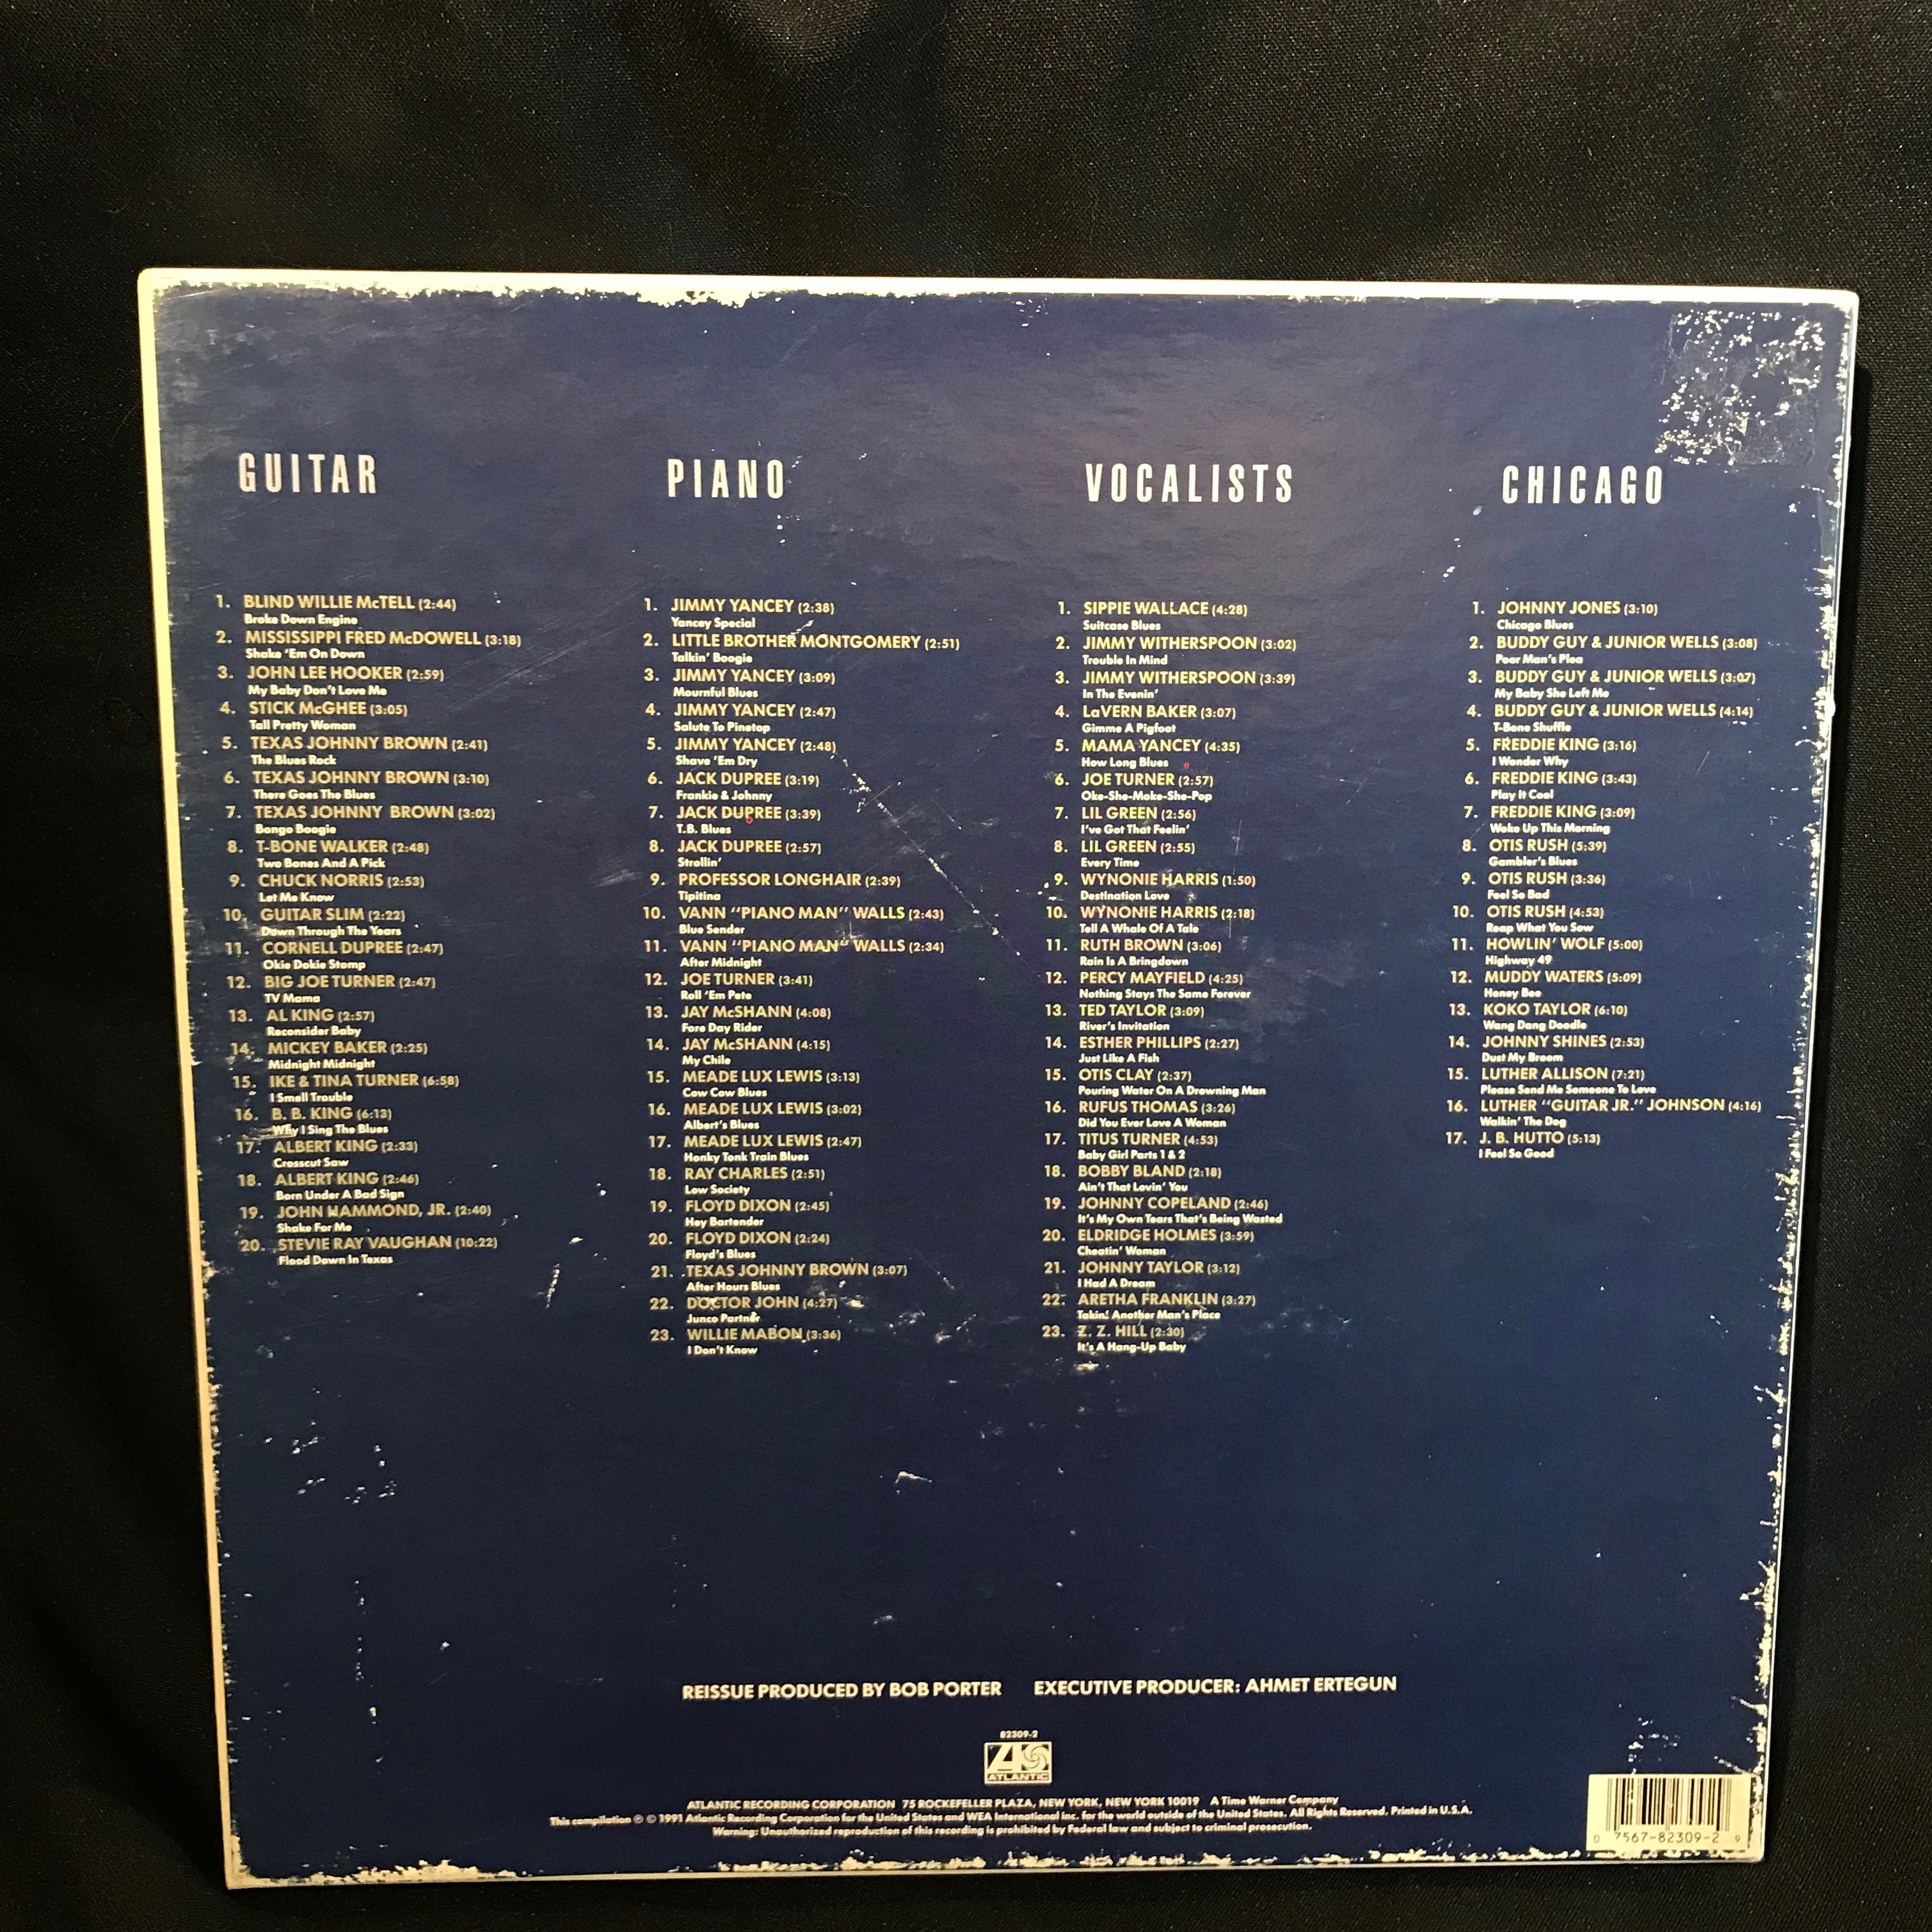 GUITAR
1. BLIND WILLIE McTELL (2:44)
Broke Down Engine
2. MISSISSIPPI FRED McDOWELL (3:18)
Shake 'Em On Down
3. JOHN LEE HOOKER (2:59)
My Baby Don't Love Me
4. STICK McGHEE (3:05)
Tall Pretty Woman
5. TEXAS JOHNNY BROWN (2:41)
The Blues Rock
6. TEXAS JOHNNY BROWN (3:10)
There Goes The Blues
7. TEXAS JOHNNY BROWN (3:02)
Bongo Boogie
8. T-BONE WALKER (2:48)
Two Bones And A Pick
9. CHUCK NORRIS (2:53)
Let Me Know
10. GUITAR SLIM (2:22)
Down Through The Years
11. CORNELL DUPREE (2:47)
Okie Dokie Stomp
12. BIG JOE TURNER (2:47)
TV Mama
13. AL KING (2:57)
Reconsider Baby
14. MICKEY BAKER (2:25)
Midnight Midnight
15. IKE & TINA TURNER (6:58)
I Smell Trouble
16. B. B. KING (6:13)
Why I Sing The Blues
17. ALBERT KING (2:33)
Crosscut Saw
18. ALBERT KING (2:46)
Born Under A Bad Sign
19. JOHN HAMMOND, JR. (2:40)
Shake For Me
20. STEVIE RAY VAUGHAN (10:22)
Flood Down In Texas
PIANO
1. JIMMY YANCEY (2:38)
Yancey Special
2. LITTLE BROTHER MONTGOMERY (2:51)
Talkin' Boogie
3. JIMMY YANCEY (3:09)
Mournful Blues
4. JIMMY YANCEY (2:47)
Salute To Pinetop
5. JIMMY YANCEY (2:48)
Shave 'Em Dry
6. JACK DUPREE (3:19)
Frankie & Johnny
7. JACK DUPREE (3:39)
T.B. Blues
8. JACK DUPREE (2:57)
Strollin'
9. PROFESSOR LONGHAIR (2:39)
Tipitina
10. VANN "PIANO MAN" WALLS (2:43)
Blue Sender
11. VANN "PIANO MAN" WALLS (2:34)
After Midnight
12. JOE TURNER (3:41)
Roll 'Em Pete
13. JAY McSHANN (4:08)
Fore Day Rider
14. JAY McSHANN (4:15)
My Chile
15. MEADE LUX LEWIS (3:13)
Cow Cow Blues
16. MEADE LUX LEWIS (3:02)
Albert's Blues
17. MEADE LUX LEWIS (2:47)
Honky Tonk Train Blues
18. RAY CHARLES (2:51)
Low Society
19. FLOYD DIXON (2:45)
Hey Bartender
20. FLOYD DIXON (2:24)
Floyd's Blues
21. TEXAS JOHNNY BROWN (3:07)
After Hours Blues
22. DOCTOR JOHN (4:27)
Junco Partner
23. WILLIE MABON (3:36)
I Don't Know
VOCALISTS
1. SIPPIE WALLACE (4:28)
Suitcase Blues
2. JIMMY WITHERSPOON (3:02)
Trouble In Mind
3. JIMMY WITHERSPOON (3:39)
In The Evenin'
4. LaVERN BAKER (3:07)
Gimme A Pigfoot
5. MAMA YANCEY (4:35)
How Long Blues
6. JOE TURNER (2:57)
Oke-She-Moke-She-Pop
7. LIL GREEN (2:56)
I've Got That Feelin'
8. LIL GREEN (2:55)
Every Time
9. WYNONIE HARRIS (1:50)
Destination Love
10. WYNONIE HARRIS (2:18)
Tell A Whale Of A Tale
11. RUTH BROWN (3:06)
Rain Is A Bringdown
12. PERCY MAYFIELD (4:25)
Nothing Stays The Same Forever
13. TED TAYLOR (3:09)
River's Invitation
14. ESTHER PHILLIPS (2:27)
Just Like A Fish
15. OTIS CLAY (2:37)
Pouring Water On A Drowning Man
16. RUFUS THOMAS (3:26)
Did You Ever Love A Woman
17. TITUS TURNER (4:53)
Baby Girl Parts 1 & 2
18. BOBBY BLAND (2:18)
Ain't That Lovin' You
19. JOHNNY COPELAND (2:46)
It's My Own Tears That's Being Wasted
20. ELDRIDGE HOLMES (3:59)
Cheatin' Woman
21. JOHNNY TAYLOR (3:12)
I Had A Dream
22. ARETHA FRANKLIN (3:27)
Takin' Another Man's Place
23. Z. Z. HILL (2:30)
It's A Hang-Up Baby
CHICAGO
1. JOHNNY JONES (3:10)
Chicago Blues
2. BUDDY GUY & JUNIOR WELLS (3:08)
Poor Man's Plea
3. BUDDY GUY & JUNIOR WELLS (3:07)
My Baby She Left Me
4. BUDDY GUY & JUNIOR WELLS (4:14)
T-Bone Shuffle
5. FREDDIE KING (3:16)
I Wonder Why
6. FREDDIE KING (3:43)
Play It Cool
7. FREDDIE KING (3:09)
Woke Up This Morning
8. OTIS RUSH (5:39)
Gambler's Blues
9. OTIS RUSH (3:36)
Feel So Bad
10. OTIS RUSH (4:53)
Reap What You Sow
11. HOWLIN' WOLF (5:00)
Highway 49
12. MUDDY WATERS (5:09)
Honey Bee
13. KOKO TAYLOR (6:10)
Wang Dang Doodle
14. JOHNNY SHINES (2:53)
Dust My Broom
15. LUTHER ALLISON (7:21)
Please Send Me Someone To Love
16. LUTHER "GUITAR JR." JOHNSON (4:16)
Walkin' The Dog
17. J. B. HUTTO (5:13)
I Feel So Good
REISSUE PRODUCED BY BOB PORTER EXECUTIVE PRODUCER: AHMET ERTEGUN
82309-2
ATLANTIC
ATLANTIC RECORDING CORPORATION 75 ROCKEFELLER PLAZA, NEW YORK, NEW YORK 10019 A Time Warner Company
This compilation ℗ © 1991 Atlantic Recording Corporation for the United States and WEA International Inc. for the world outside of the United States. All Rights Reserved. Printed in U.S.A.
Warning: Unauthorized reproduction of this recording is prohibited by Federal law and subject to criminal prosecution.
0 7567-82309-2 9